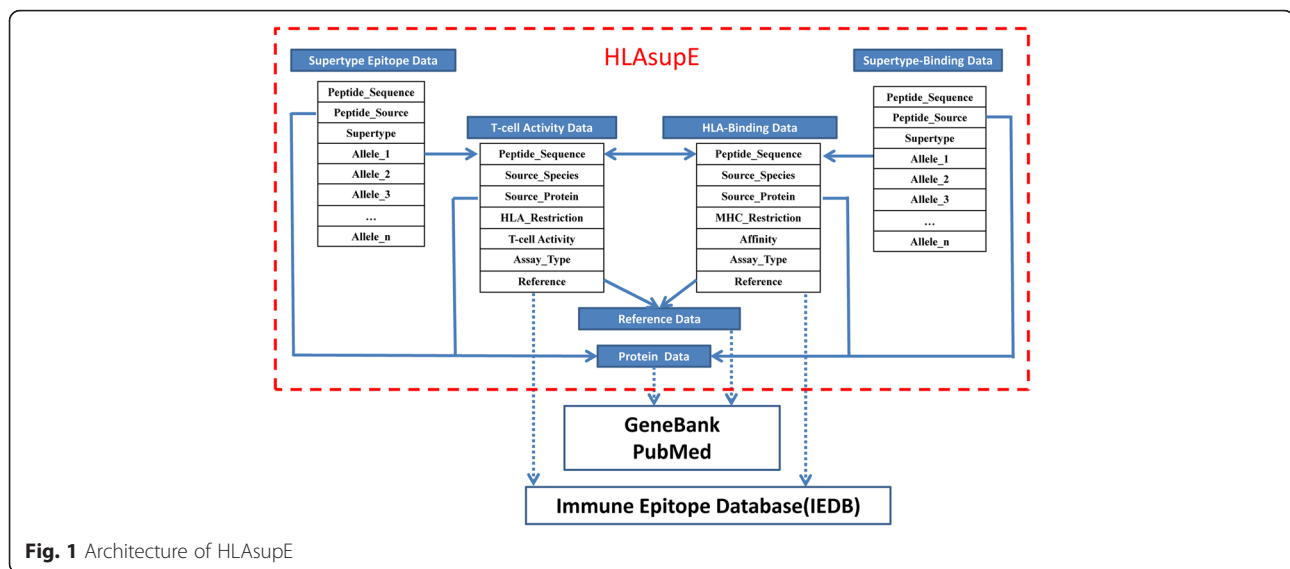 HLAsupE
Supertype Epitope Data
Peptide_Sequence
Peptide_Source
Supertype
Allele_1
Allele_2
Allele_3
...
Allele_n
T-cell Activity Data
Peptide_Sequence
Source_Species
Source_Protein
HLA_Restriction
T-cell Activity
Assay_Type
Reference
HLA-Binding Data
Peptide_Sequence
Source_Species
Source_Protein
MHC_Restriction
Affinity
Assay_Type
Reference
Supertype-Binding Data
Peptide_Sequence
Peptide_Source
Supertype
Allele_1
Allele_2
Allele_3
...
Allele_n
Reference Data
Protein Data
GeneBank
PubMed
Immune Epitope Database(IEDB)
Fig. 1 Architecture of HLAsupE